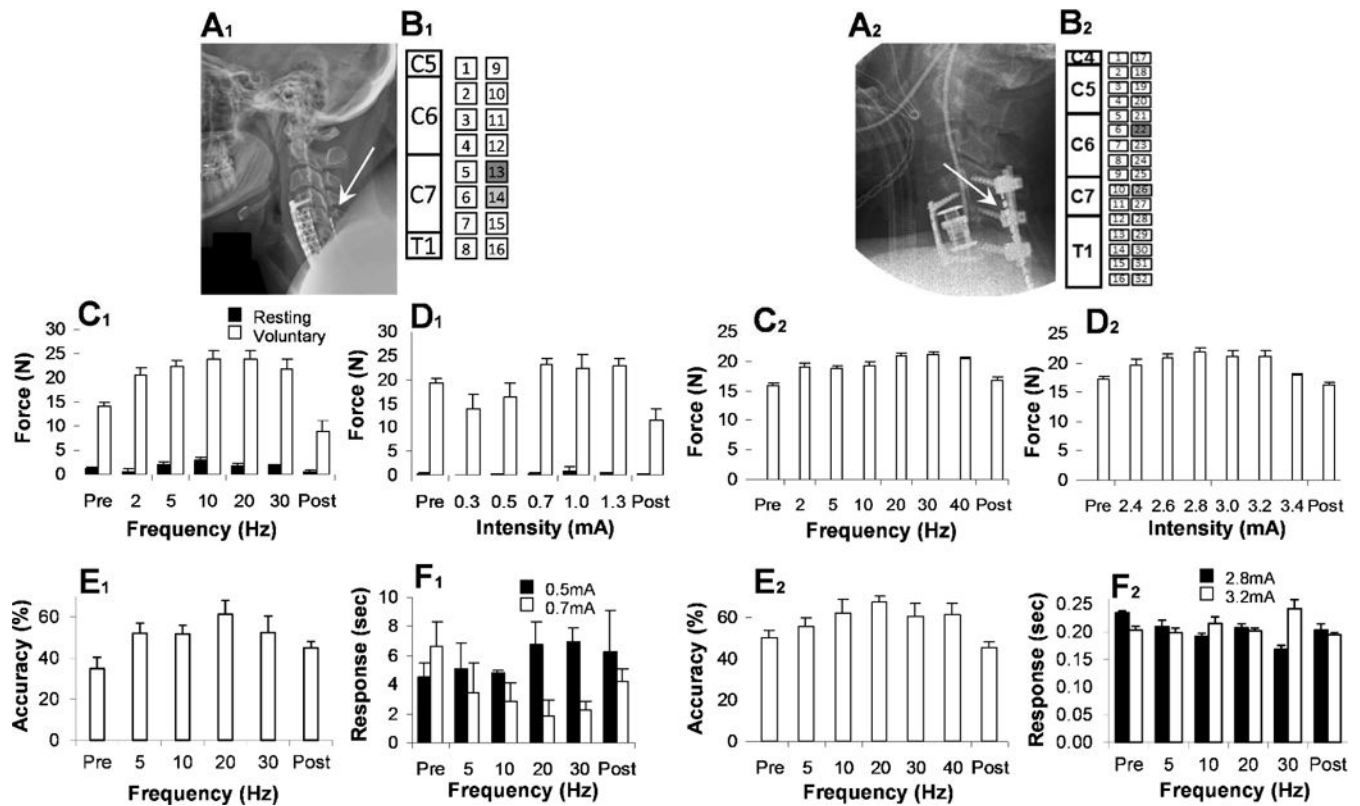 A1
B1
C5
C6
C7
T1
1 9
2 10
3 11
4 12
5 13
6 14
7 15
8 16
A2
B2
C4
C5
C6
C7
T1
1 17
2 18
3 19
4 20
5 21
6 22
7 23
8 24
9 25
10 26
11 27
12 28
13 29
14 30
15 31
16 32
C1
Resting
Voluntary
Force (N)
30
25
20
15
10
5
0
Pre 2 5 10 20 30 Post
Frequency (Hz)
D1
Force (N)
30
25
20
15
10
5
0
Pre 0.3 0.5 0.7 1.0 1.3 Post
Intensity (mA)
C2
Force (N)
25
20
15
10
5
0
Pre 2 5 10 20 30 40 Post
Frequency (Hz)
D2
Force (N)
25
20
15
10
5
0
Pre 2.4 2.6 2.8 3.0 3.2 3.4 Post
Intensity (mA)
E1
Accuracy (%)
60
40
20
0
Pre 5 10 20 30 Post
Frequency (Hz)
F1
0.5mA
0.7mA
Response (sec)
10
8
6
4
2
0
Pre 5 10 20 30 Post
Frequency (Hz)
E2
Accuracy (%)
60
40
20
0
Pre 5 10 20 30 40 Post
Frequency (Hz)
F2
2.8mA
3.2mA
Response (sec)
0.25
0.20
0.15
0.10
0.05
0.00
Pre 5 10 20 30 Post
Frequency (Hz)